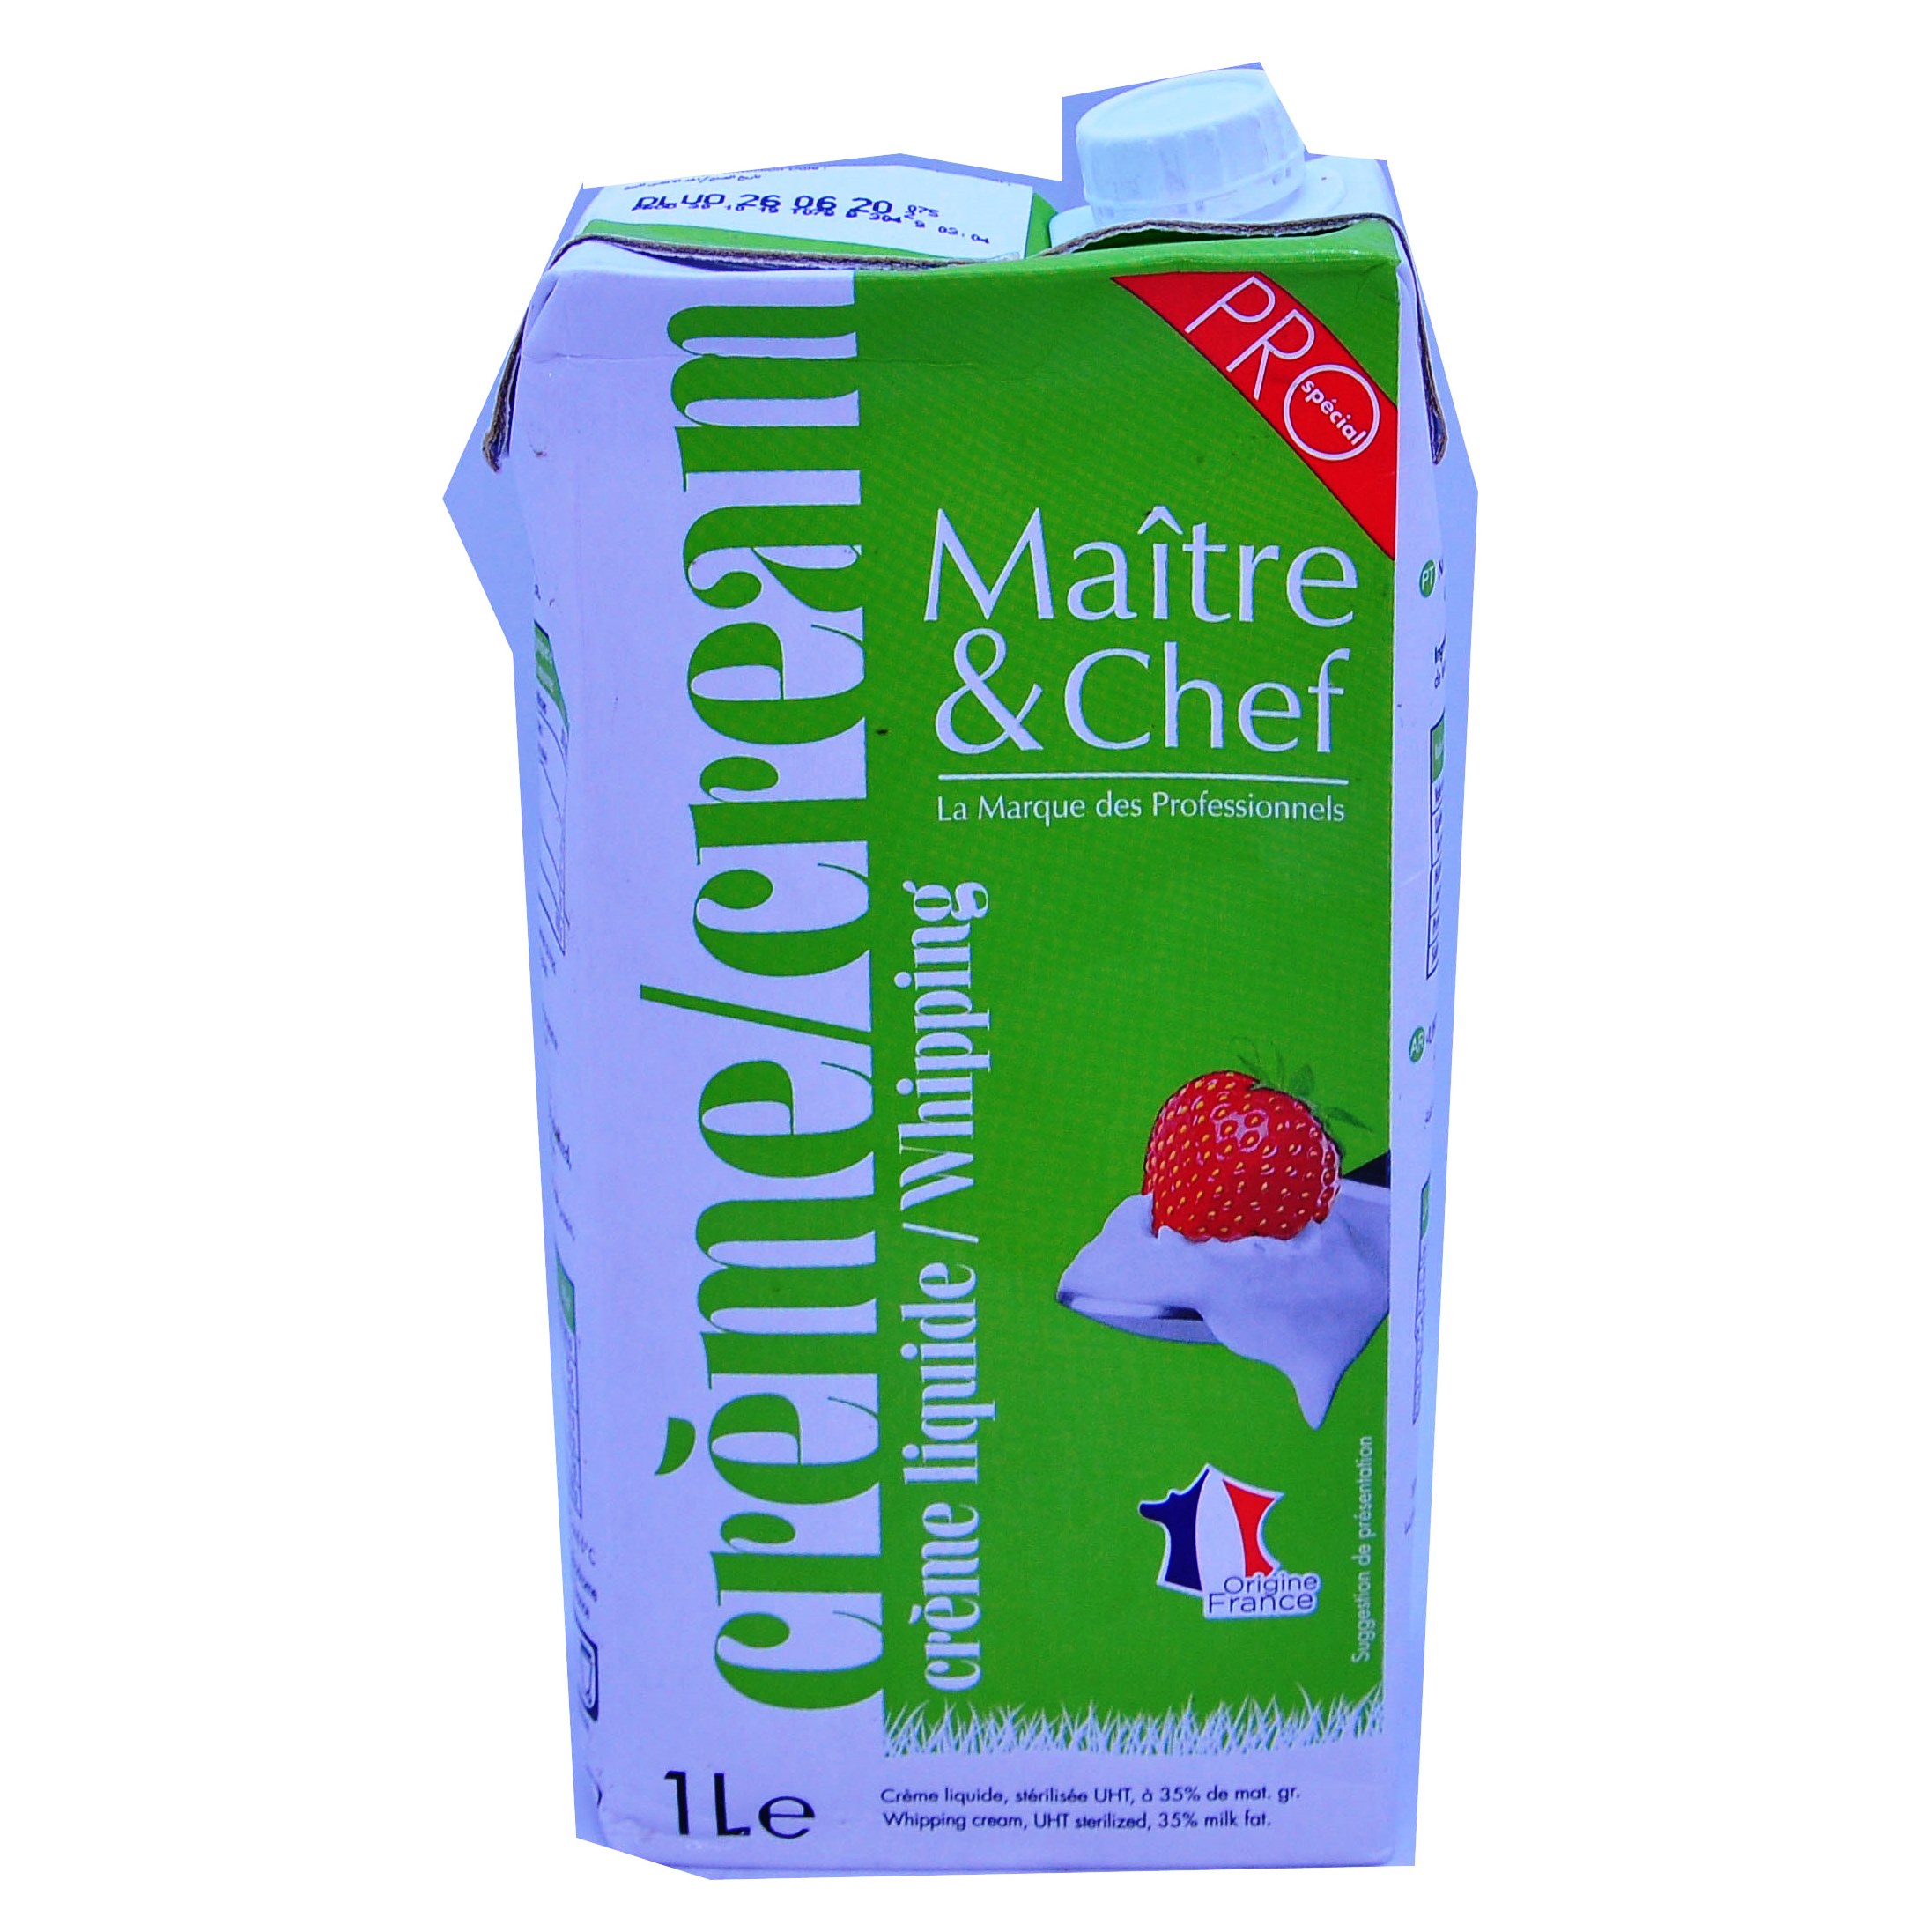 DLUO 26 06 20
PRO
spécial
Maître
& Chef
La Marque des Professionnels
crème/cream
crème liquide / Whipping
Origine
France
Suggestion de présentation
1Le
Crème liquide, stérilisée UHT, à 35% de mat. gr.
Whipping cream, UHT sterilized, 35% milk fat.
PT
AR